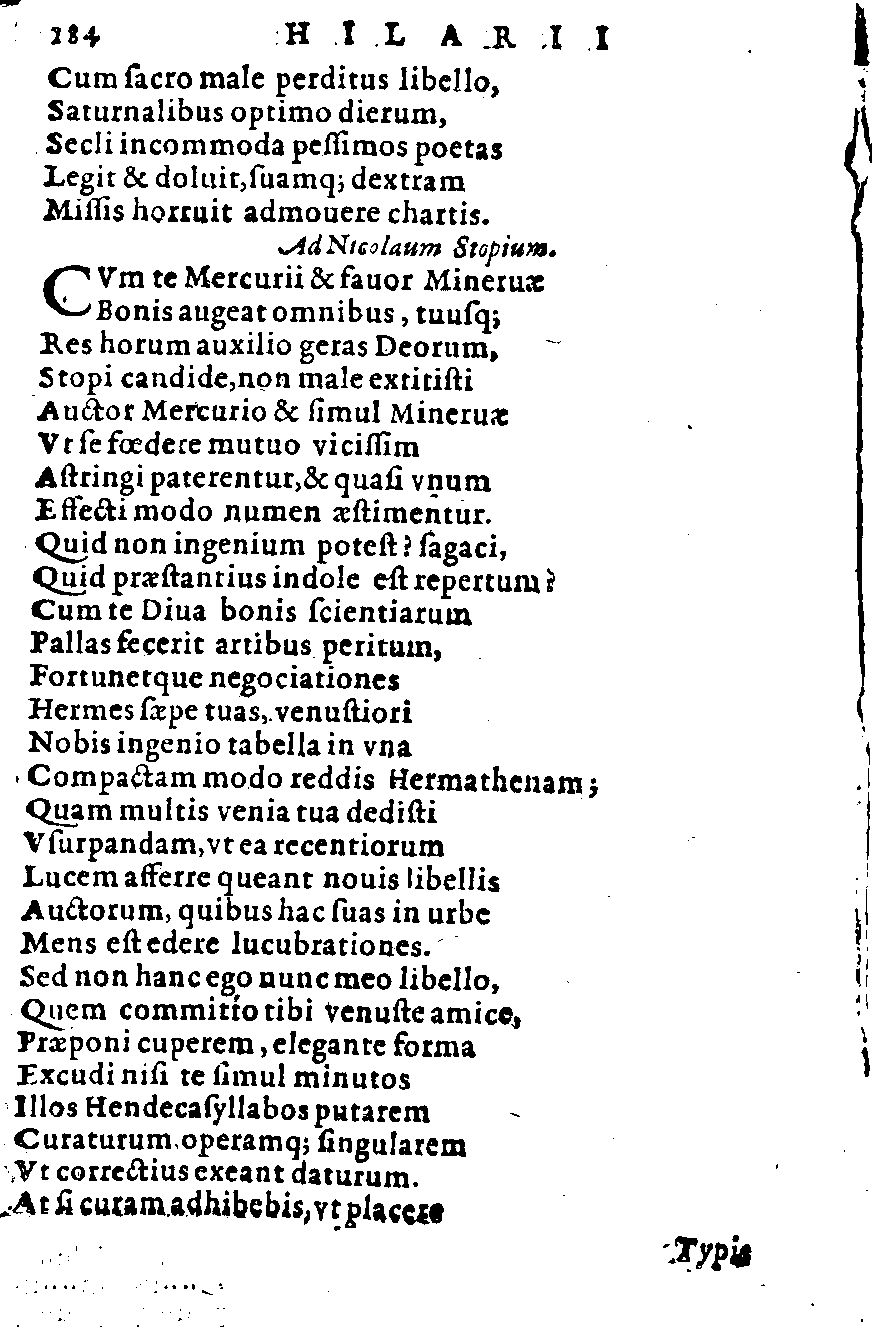 284 HILARII
Cum ſacro male perditus libello,
Saturnalibus optimo dierum,
Secli incommoda peſſimos poetas
Legit & doluit, ſuamq; dextram
Miſſis horruit admouere chartis.
Ad Nicolaum Stopium.
CVm te Mercurii & fauor Mineruæ
Bonis augeat omnibus, tuuſq;
Res horum auxilio geras Deorum,
Stopi candide, non male extitiſti
Auctor Mercurio & ſimul Mineruæ
Vt ſe fœdere mutuo viciſſim
Aſtringi paterentur, & quaſi vnum
Effecti modo numen æſtimentur.
Quid non ingenium poteſt? ſagaci,
Quid præſtantius indole eſt repertum?
Cum te Diua bonis ſcientiarum
Pallas fecerit artibus peritum,
Fortunetque negociationes
Hermes ſæpe tuas, venuſtiori
Nobis ingenio tabella in vna
Compactam modo reddis Hermathenam;
Quam multis venia tua dediſti
Vſurpandam, vt ea recentiorum
Lucem afferre queant nouis libellis
Auctorum, quibus hac ſuas in urbe
Mens eſt edere lucubrationes.
Sed non hanc ego nunc meo libello,
Quem committo tibi venuſte amice,
Præponi cuperem, elegante forma
Excudi niſi te ſimul minutos
Illos Hendecaſyllabos putarem
Curaturum operamq; ſingularem
Vt correctius exeant daturum.
At ſi curam adhibebis, vt placere
Typis